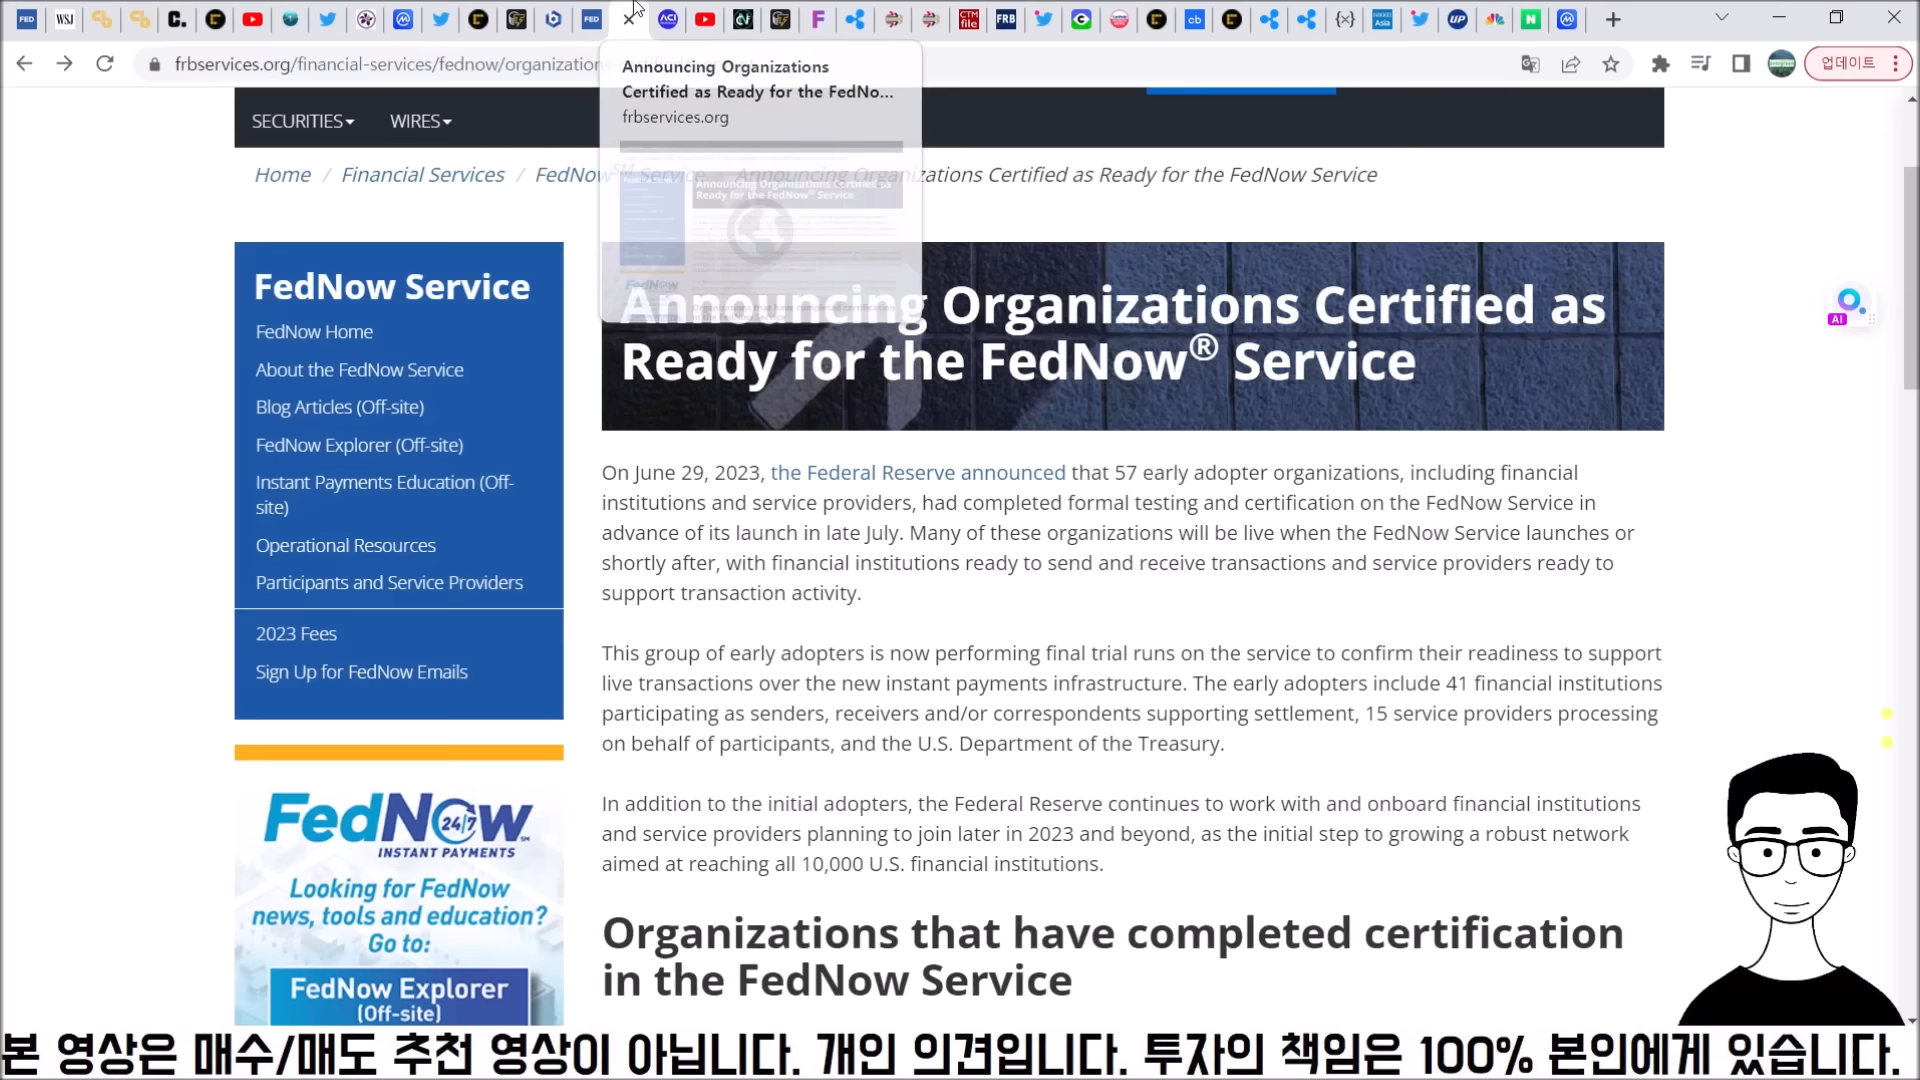 frbservices.org/financial-services/fednow/organizations
업데이트
Announcing Organizations
Certified as Ready for the FedNo...
frbservices.org
SECURITIES
WIRES
Home / Financial Services / FedNow℠ Service / Announcing Organizations Certified as Ready for the FedNow Service
FedNow Service
FedNow Home
About the FedNow Service
Blog Articles (Off-site)
FedNow Explorer (Off-site)
Instant Payments Education (Off-
site)
Operational Resources
Participants and Service Providers
2023 Fees
Sign Up for FedNow Emails
FedNow
24/7
INSTANT PAYMENTS
Looking for FedNow
news, tools and education?
Go to:
FedNow Explorer
(Off-site)
Announcing Organizations Certified as
Ready for the FedNow® Service
On June 29, 2023, the Federal Reserve announced that 57 early adopter organizations, including financial
institutions and service providers, had completed formal testing and certification on the FedNow Service in
advance of its launch in late July. Many of these organizations will be live when the FedNow Service launches or
shortly after, with financial institutions ready to send and receive transactions and service providers ready to
support transaction activity.
This group of early adopters is now performing final trial runs on the service to confirm their readiness to support
live transactions over the new instant payments infrastructure. The early adopters include 41 financial institutions
participating as senders, receivers and/or correspondents supporting settlement, 15 service providers processing
on behalf of participants, and the U.S. Department of the Treasury.
In addition to the initial adopters, the Federal Reserve continues to work with and onboard financial institutions
and service providers planning to join later in 2023 and beyond, as the initial step to growing a robust network
aimed at reaching all 10,000 U.S. financial institutions.
Organizations that have completed certification
in the FedNow Service
AI
본 영상은 매수/매도 추천 영상이 아닙니다. 개인 의견입니다. 투자의 책임은 100% 본인에게 있습니다.